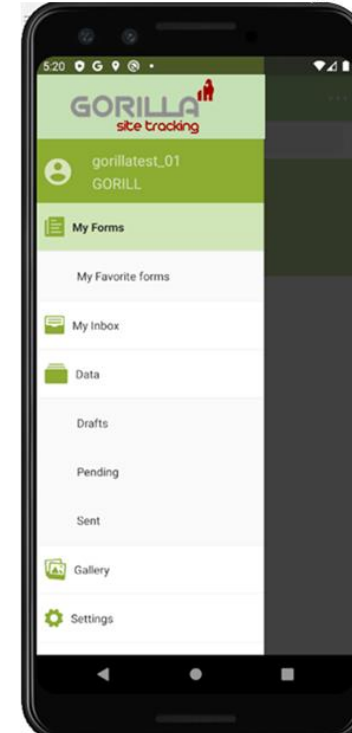 5:20
GORILLA
site tracking
gorillatest_01
GORILL
My Forms
My Favorite forms
My Inbox
Data
Drafts
Pending
Sent
Gallery
Settings